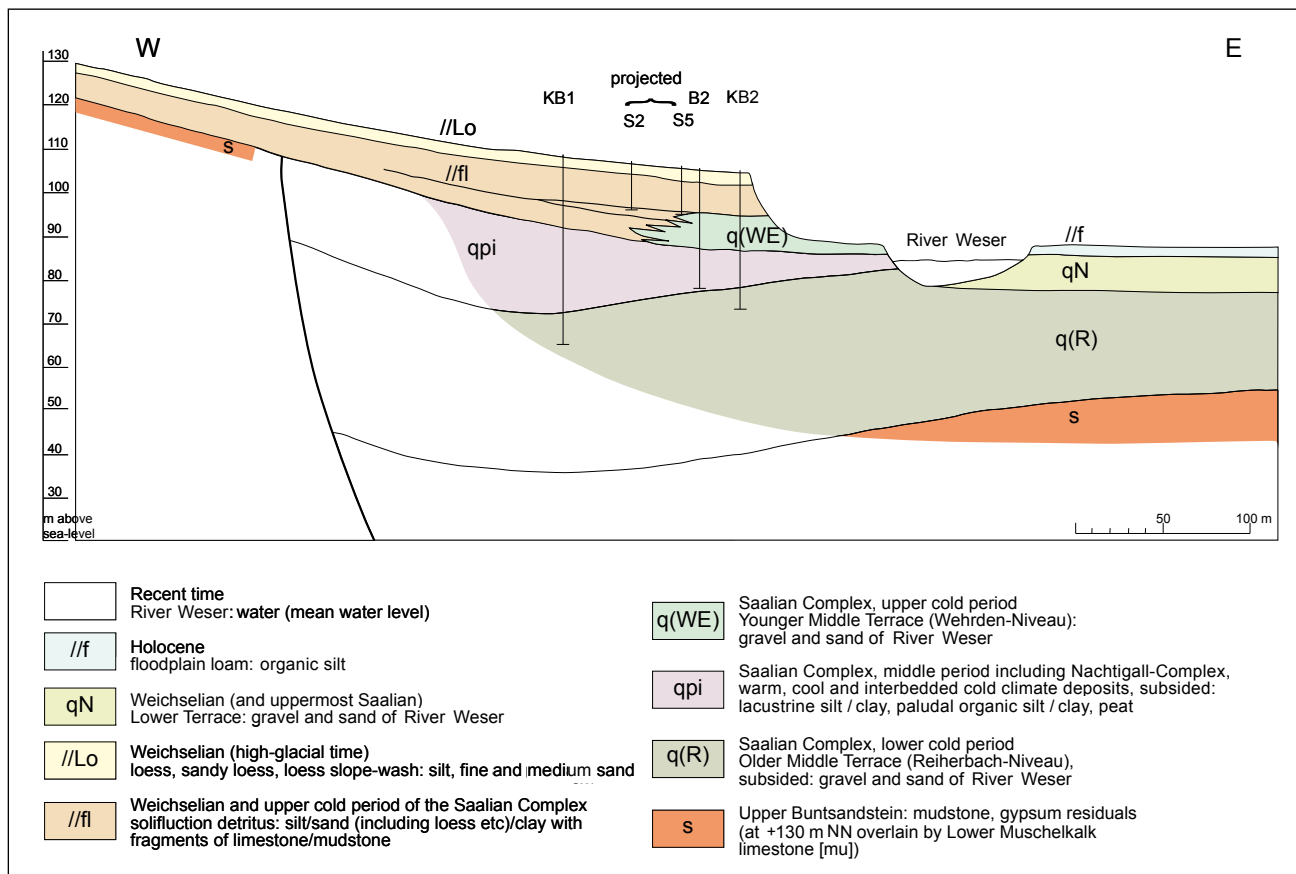 W
E
130
120
110
100
90
80
70
60
50
40
30
m above
sea-level
projected
KB1
S2
S5
B2
KB2
//Lo
s
//fl
qpi
q(WE)
River Weser
//f
qN
q(R)
s
50
100 m
Recent time
River Weser: water (mean water level)
//f
Holocene
floodplain loam: organic silt
qN
Weichselian (and uppermost Saalian)
Lower Terrace: gravel and sand of River Weser
//Lo
Weichselian (high-glacial time)
loess, sandy loess, loess slope-wash: silt, fine and medium sand
//fl
Weichselian and upper cold period of the Saalian Complex
solifluction detritus: silt/sand (including loess etc)/clay with
fragments of limestone/mudstone
q(WE)
Saalian Complex, upper cold period
Younger Middle Terrace (Wehrden-Niveau):
gravel and sand of River Weser
qpi
Saalian Complex, middle period including Nachtigall-Complex,
warm, cool and interbedded cold climate deposits, subsided:
lacustrine silt / clay, paludal organic silt / clay, peat
q(R)
Saalian Complex, lower cold period
Older Middle Terrace (Reiherbach-Niveau),
subsided: gravel and sand of River Weser
s
Upper Buntsandstein: mudstone, gypsum residuals
(at +130 m NN overlain by Lower Muschelkalk
limestone [mu])